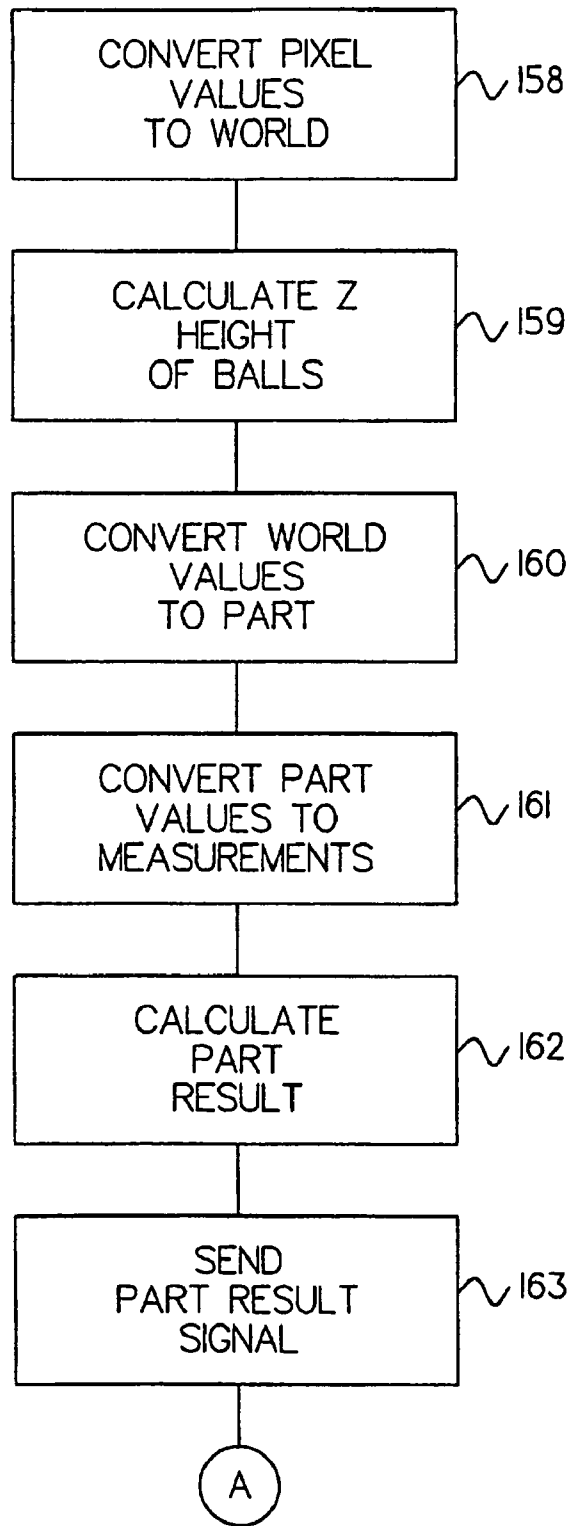 CONVERT PIXEL
VALUES
TO WORLD
158
CALCULATE Z
HEIGHT
OF BALLS
159
CONVERT WORLD
VALUES
TO PART
160
CONVERT PART
VALUES TO
MEASUREMENTS
161
CALCULATE
PART
RESULT
162
SEND
PART RESULT
SIGNAL
163
A